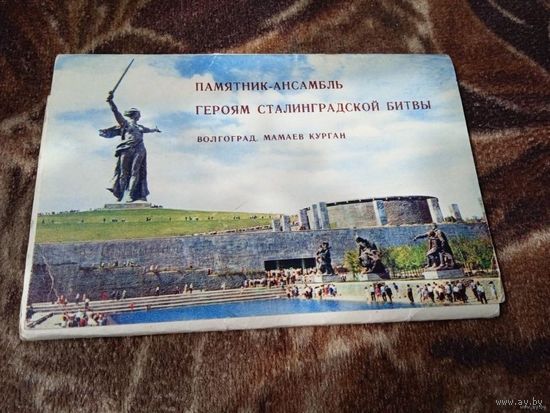 ПАМЯТНИК-АНСАМБЛЬ
ГЕРОЯМ СТАЛИНГРАДСКОЙ БИТВЫ
ВОЛГОГРАД. МАМАЕВ КУРГАН
www.ay.by